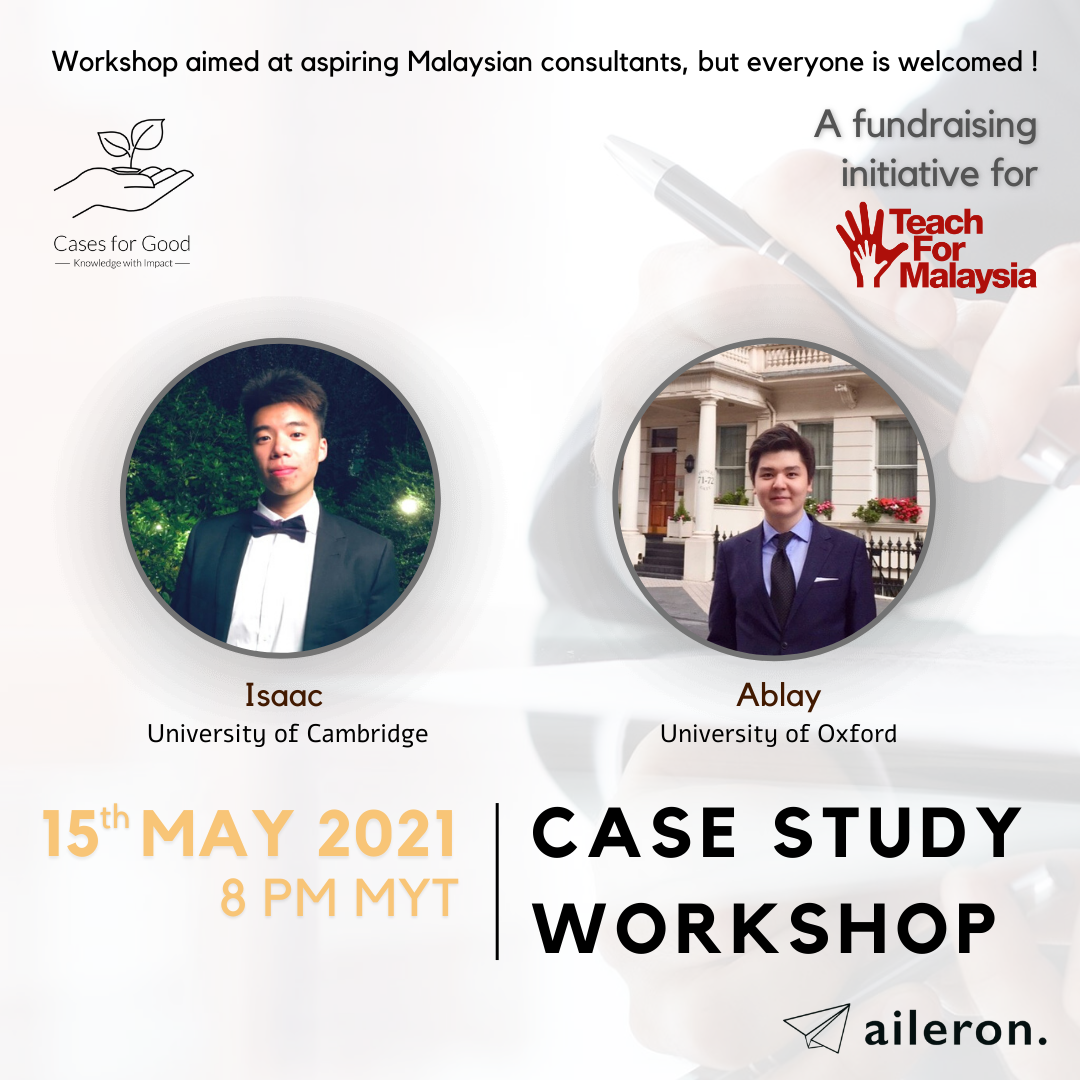 Workshop aimed at aspiring Malaysian consultants, but everyone is welcomed !
A fundraising
initiative for
Teach
For
Malaysia
Cases for Good
Knowledge with Impact
71-72
Isaac
University of Cambridge
Ablay
University of Oxford
15th MAY 2021
8 PM MYT
CASE STUDY
WORKSHOP
aileron.